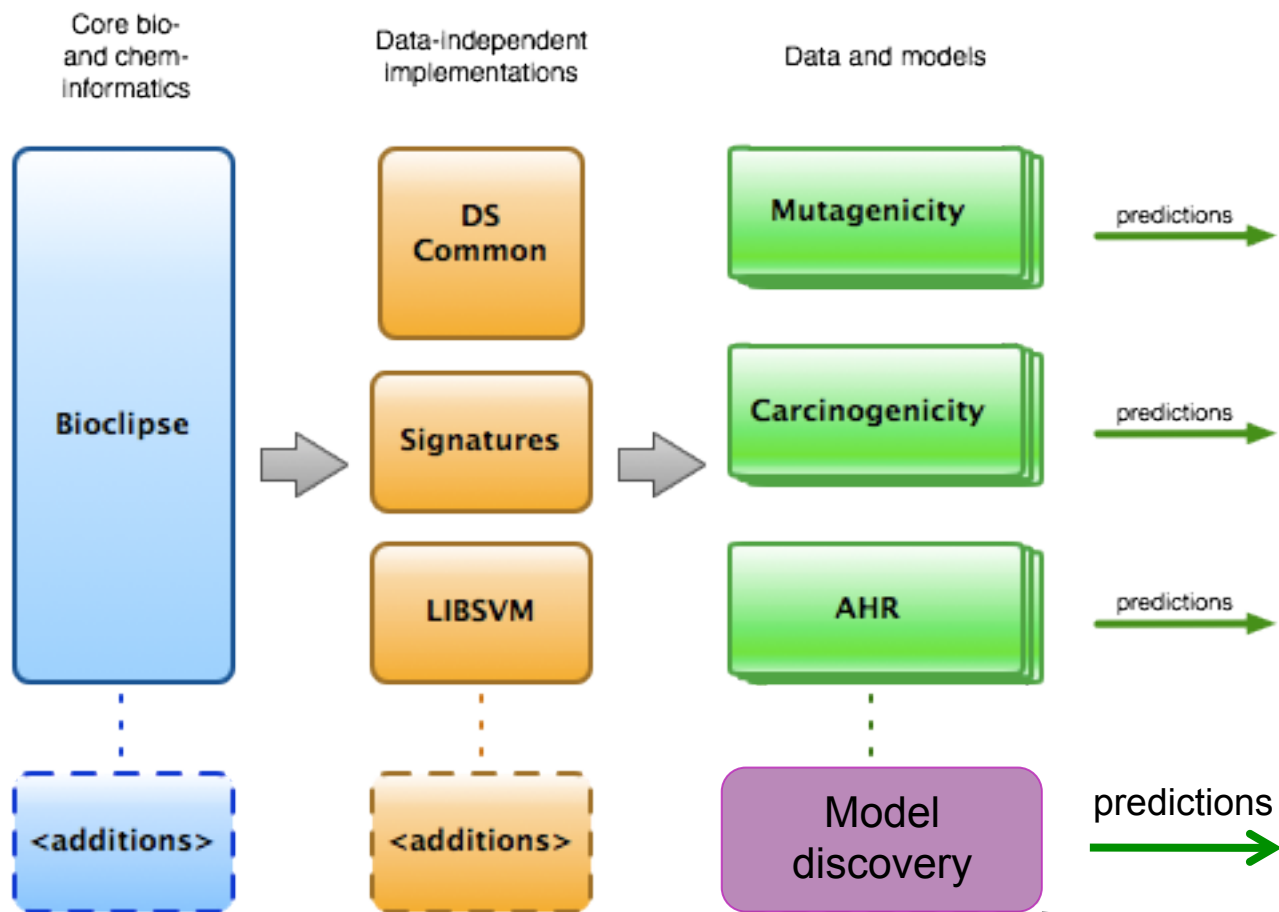 Core bio-
and chem-
informatics
Data-independent
implementations
Data and models
Bioclipse
DS
Common
Signatures
LIBSVM
Mutagenicity
predictions
Carcinogenicity
predictions
AHR
predictions
<additions>
<additions>
Model
discovery
predictions